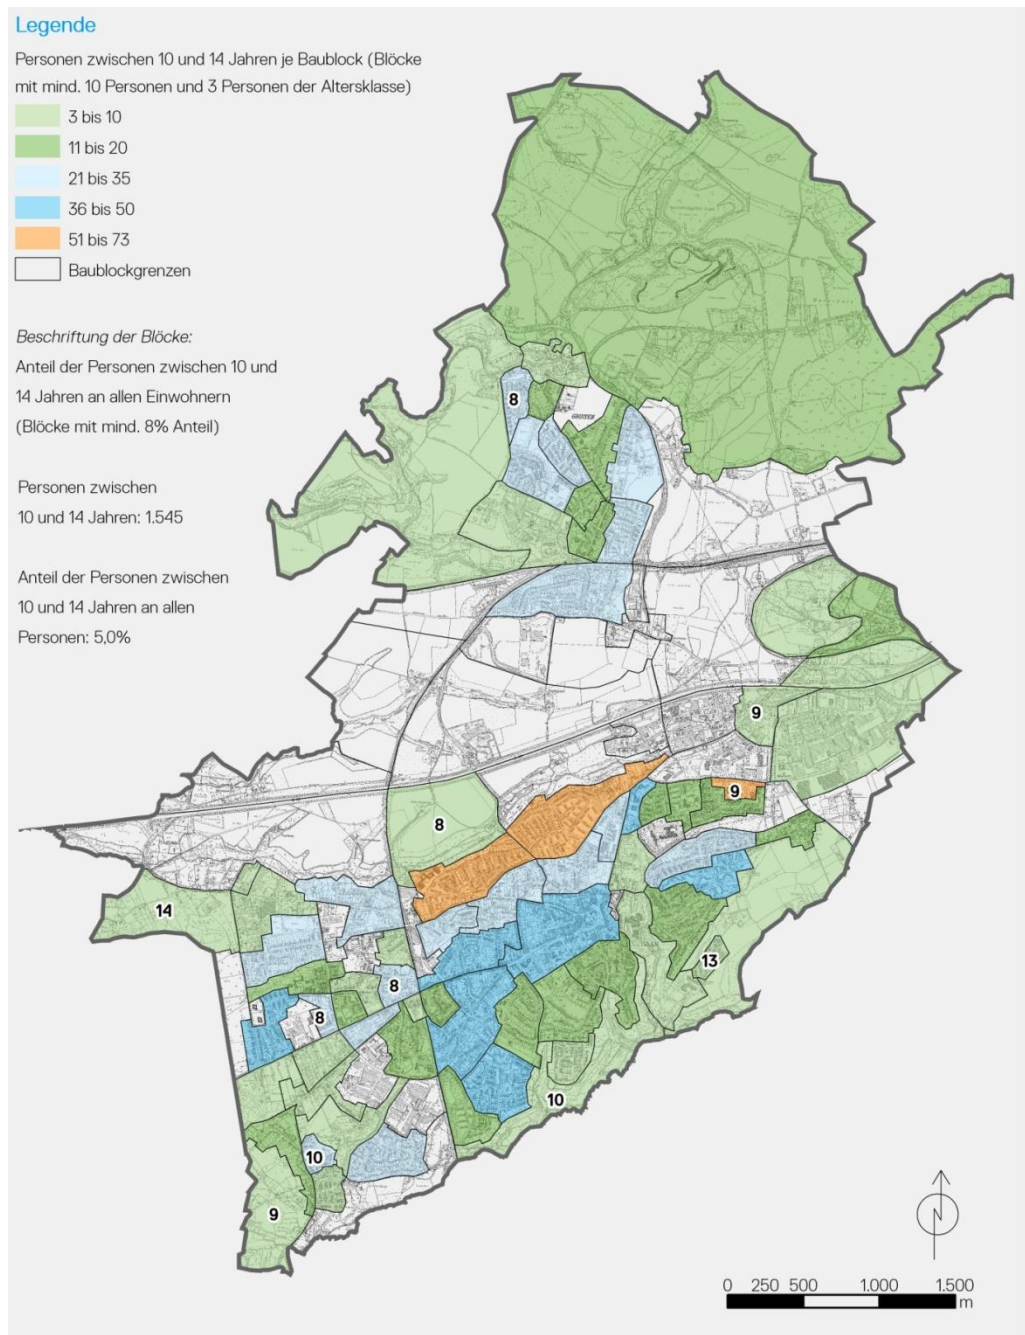 Legende
Personen zwischen 10 und 14 Jahren je Baublock (Blöcke
mit mind. 10 Personen und 3 Personen der Altersklasse)
3 bis 10
11 bis 20
21 bis 35
36 bis 50
51 bis 73
Baublockgrenzen
Beschriftung der Blöcke:
Anteil der Personen zwischen 10 und
14 Jahren an allen Einwohnern
(Blöcke mit mind. 8% Anteil)
Personen zwischen
10 und 14 Jahren: 1.545
Anteil der Personen zwischen
10 und 14 Jahren an allen
Personen: 5,0%
8
GRUITEN
9
9
8
14
13
8
8
10
10
9
HAAN
0 250 500 1.000 1.500
m